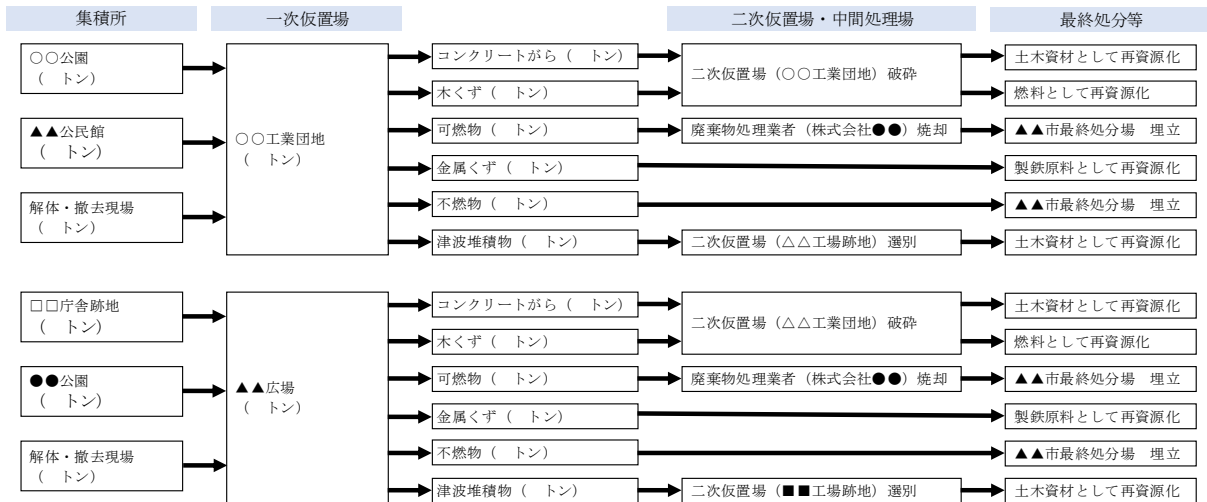 集積所 一次仮置場 二次仮置場・中間処理場 最終処分等
○○公園
(　トン)
▲▲公民館
(　トン)
解体・撤去現場
(　トン)
○○工業団地
(　トン)
コンクリートがら(　トン)
木くず(　トン)
可燃物(　トン)
金属くず(　トン)
不燃物(　トン)
津波堆積物(　トン)
二次仮置場(○○工業団地)破砕
廃棄物処理業者(株式会社●●)焼却
二次仮置場(△△工場跡地)選別
土木資材として再資源化
燃料として再資源化
▲▲市最終処分場　埋立
製鉄原料として再資源化
▲▲市最終処分場　埋立
土木資材として再資源化
□□庁舎跡地
(　トン)
●●公園
(　トン)
解体・撤去現場
(　トン)
▲▲広場
(　トン)
コンクリートがら(　トン)
木くず(　トン)
可燃物(　トン)
金属くず(　トン)
不燃物(　トン)
津波堆積物(　トン)
二次仮置場(△△工業団地)破砕
廃棄物処理業者(株式会社●●)焼却
二次仮置場(■■工場跡地)選別
土木資材として再資源化
燃料として再資源化
▲▲市最終処分場　埋立
製鉄原料として再資源化
▲▲市最終処分場　埋立
土木資材として再資源化